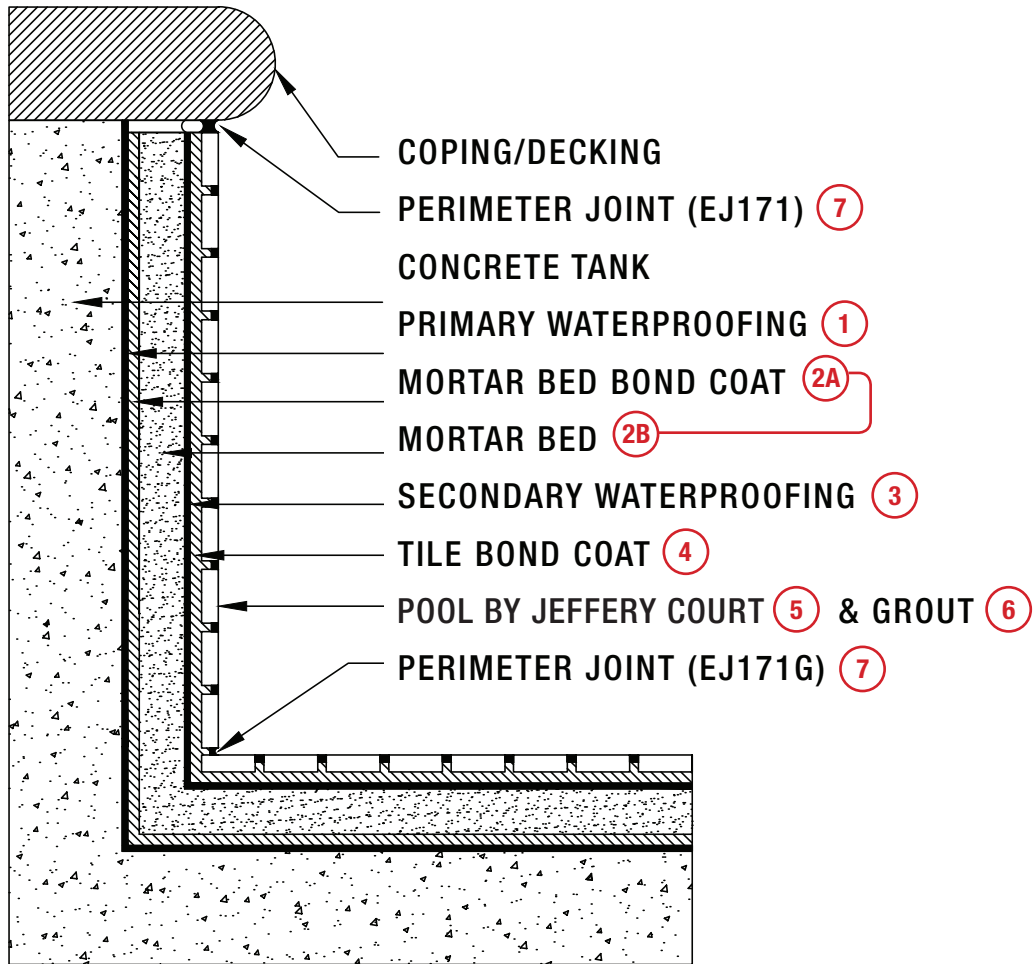 COPING/DECKING
PERIMETER JOINT (EJ171) 7
CONCRETE TANK
PRIMARY WATERPROOFING 1
MORTAR BED BOND COAT 2A
MORTAR BED 2B
SECONDARY WATERPROOFING 3
TILE BOND COAT 4
POOL BY JEFFERY COURT 5 & GROUT 6
PERIMETER JOINT (EJ171G) 7